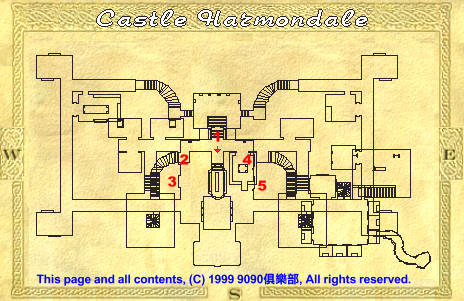 Castle Harmondale
1
2
4
3
5
W
E
S
This page and all contents, (C) 1999 9090俱樂部, All rights reserved.